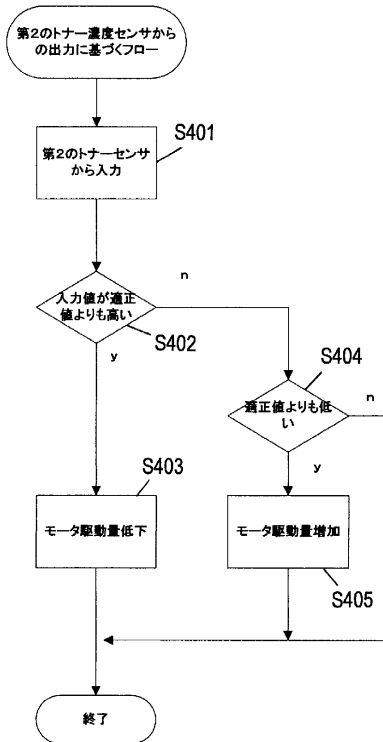 第2のトナー濃度センサから
の出力に基づくフロー
S401
第2のトナーセンサ
から入力
n
入力値が適正
値よりも高い
S402
y
S404
適正値よりも低
い
n
y
S403
モータ駆動量低下
モータ駆動量増加
S405
終了